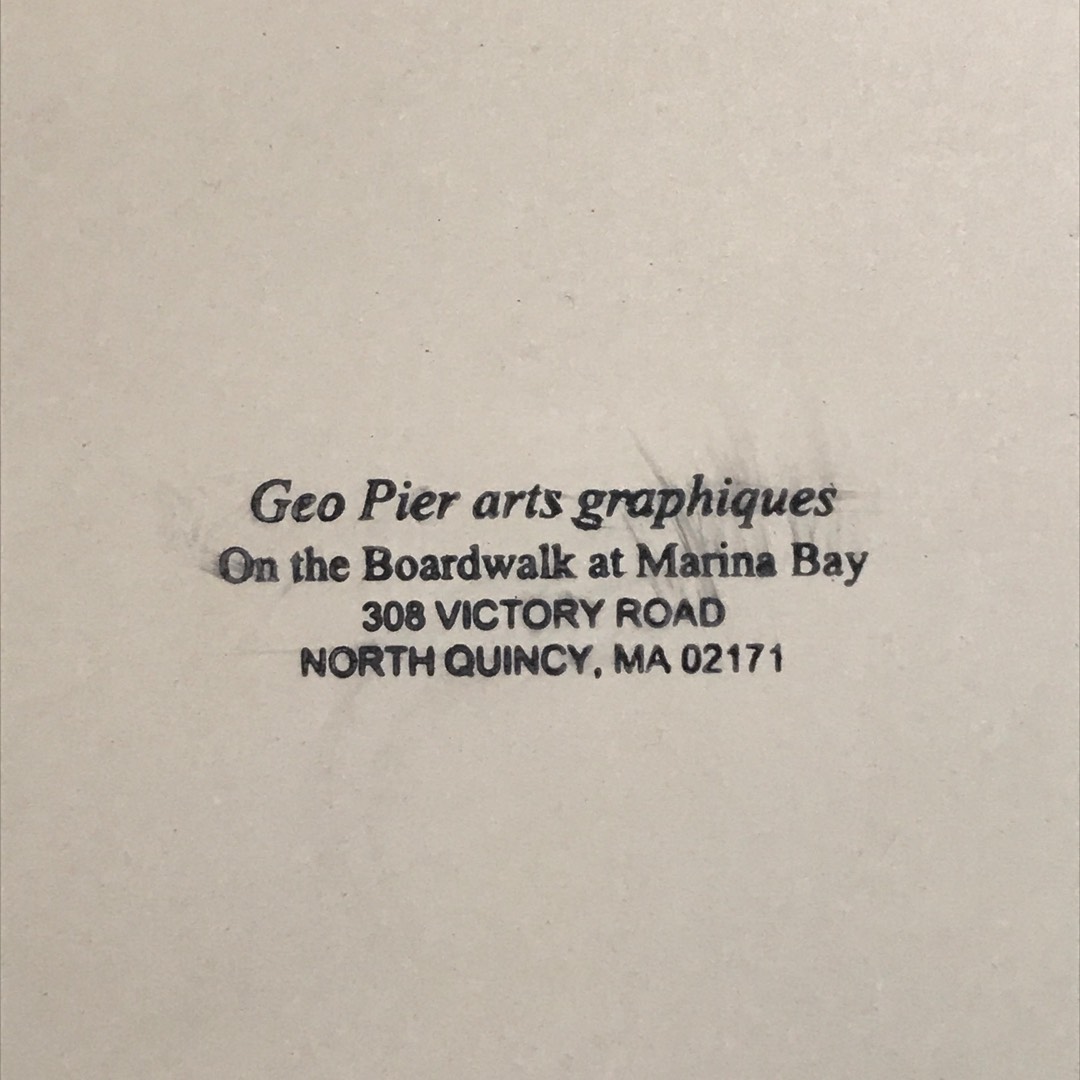 Geo Pier arts graphiques
On the Boardwalk at Marina Bay
308 VICTORY ROAD
NORTH QUINCY, MA 02171